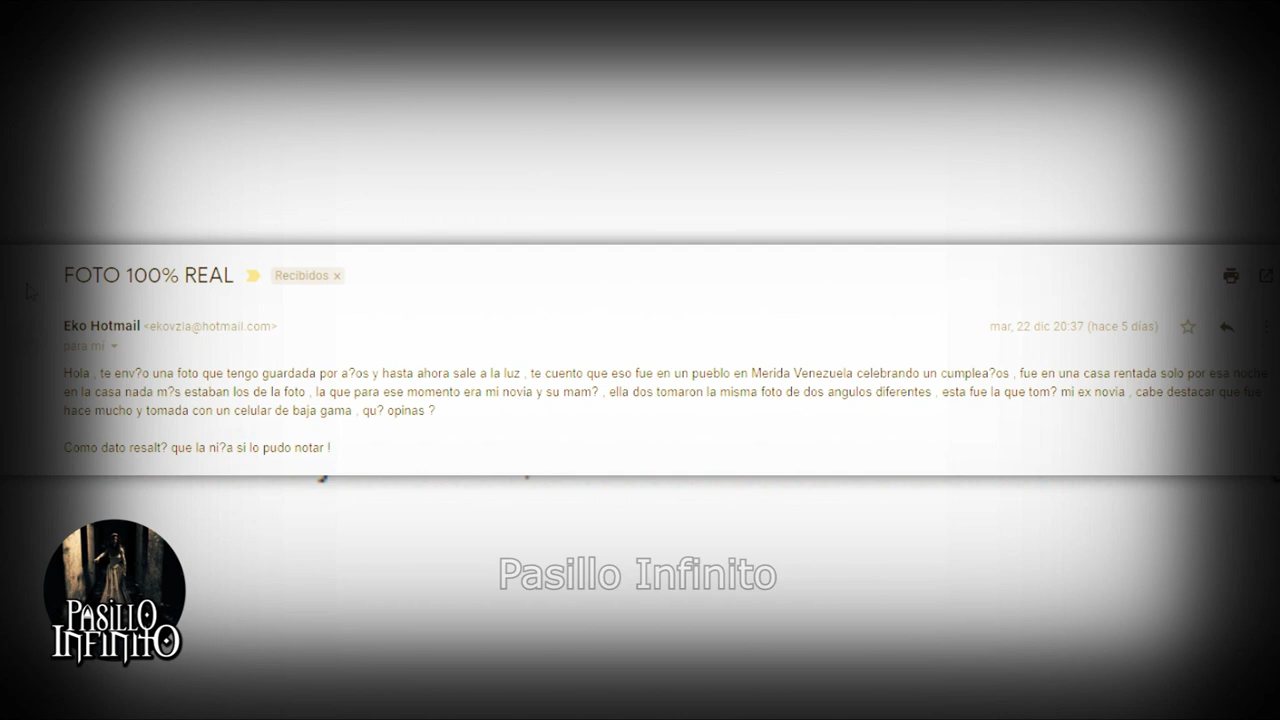 FOTO 100% REAL Recibidos x
Eko Hotmail <ekovzla@hotmail.com> mar, 22 dic 20:37 (hace 5 días)
para mí
Hola , te env?o una foto que tengo guardada por a?os y hasta ahora sale a la luz , te cuento que eso fue en un pueblo en Merida Venezuela celebrando un cumplea?os , fue en una casa rentada solo por esa noche
en la casa nada m?s estaban los de la foto , la que para ese momento era mi novia y su mam? , ella dos tomaron la misma foto de dos angulos diferentes , esta fue la que tom? mi ex novia , cabe destacar que fue
hace mucho y tomada con un celular de baja gama , qu? opinas ?
Como dato resalt? que la ni?a si lo pudo notar !
Pasillo Infinito
PASILLO
INFINITO